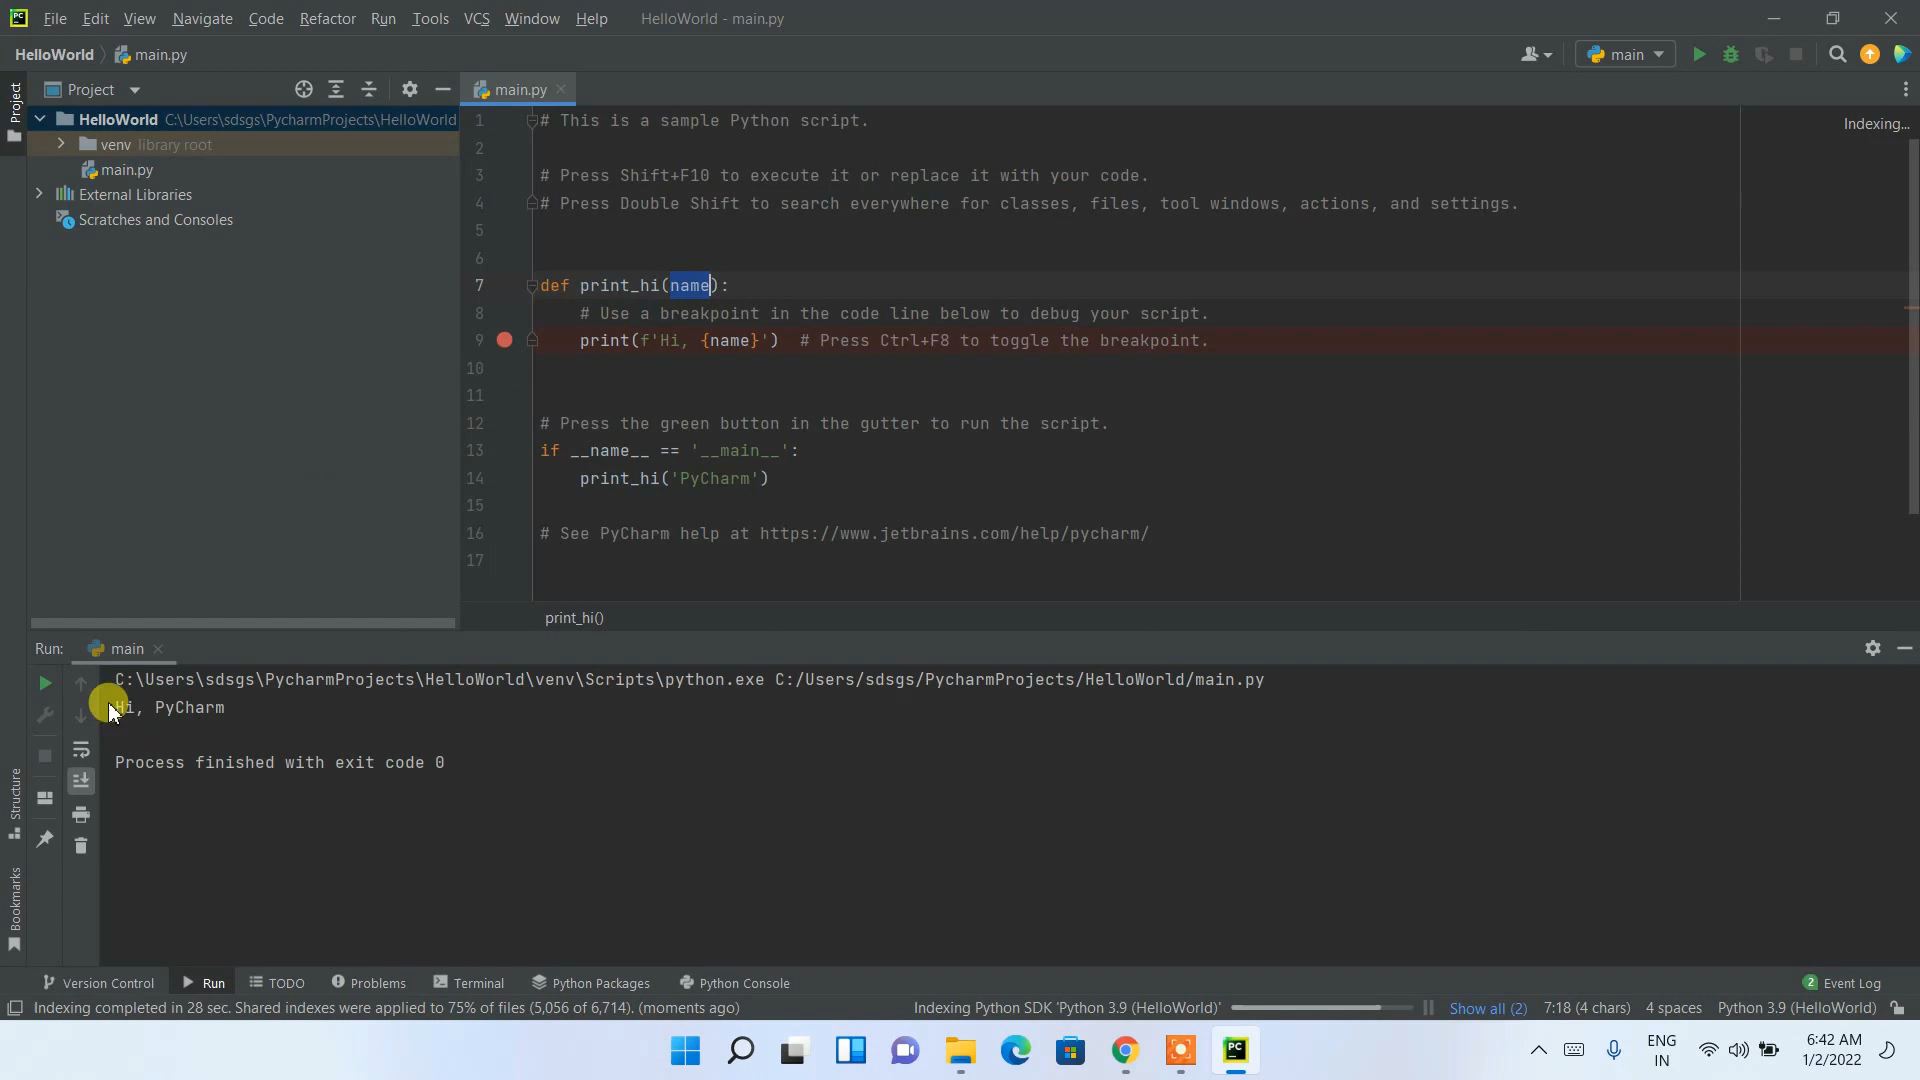 PC File Edit View Navigate Code Refactor Run Tools VCS Window Help HelloWorld - main.py
HelloWorld main.py main
Project main.py
Project
HelloWorld C:\Users\sdsgs\PycharmProjects\HelloWorld
venv library root
main.py
External Libraries
Scratches and Consoles
Indexing...
1 # This is a sample Python script.
2
3 # Press Shift+F10 to execute it or replace it with your code.
4 # Press Double Shift to search everywhere for classes, files, tool windows, actions, and settings.
5
6
7 def print_hi(name):
8 # Use a breakpoint in the code line below to debug your script.
9 print(f'Hi, {name}')  # Press Ctrl+F8 to toggle the breakpoint.
10
11
12 # Press the green button in the gutter to run the script.
13 if __name__ == '__main__':
14 print_hi('PyCharm')
15
16 # See PyCharm help at https://www.jetbrains.com/help/pycharm/
17
print_hi()
Run: main
C:\Users\sdsgs\PycharmProjects\HelloWorld\venv\Scripts\python.exe C:/Users/sdsgs/PycharmProjects/HelloWorld/main.py
Hi, PyCharm
Process finished with exit code 0
Structure
Bookmarks
Version Control Run TODO Problems Terminal Python Packages Python Console 2 Event Log
Indexing completed in 28 sec. Shared indexes were applied to 75% of files (5,056 of 6,714). (moments ago) Indexing Python SDK 'Python 3.9 (HelloWorld)' Show all (2) 7:18 (4 chars) 4 spaces Python 3.9 (HelloWorld)
PC
ENG
IN
6:42 AM
1/2/2022